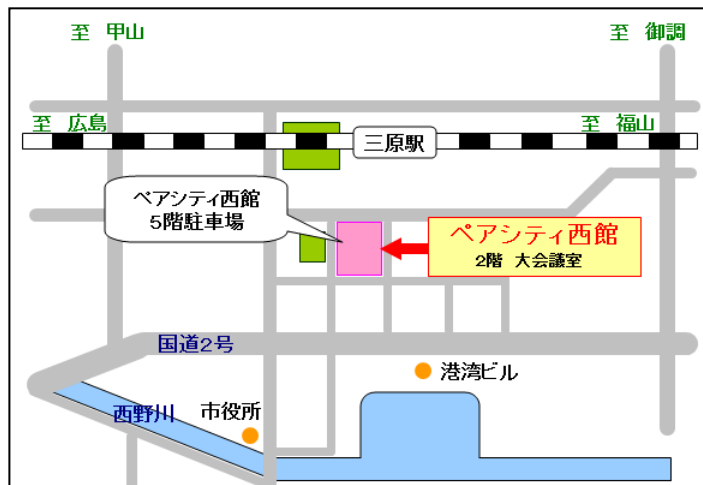 至 甲山
至 御調
至 広島
至 福山
三原駅
ペアシティ西館
5階駐車場
ペアシティ西館
2階 大会議室
国道2号
港湾ビル
西野川
市役所